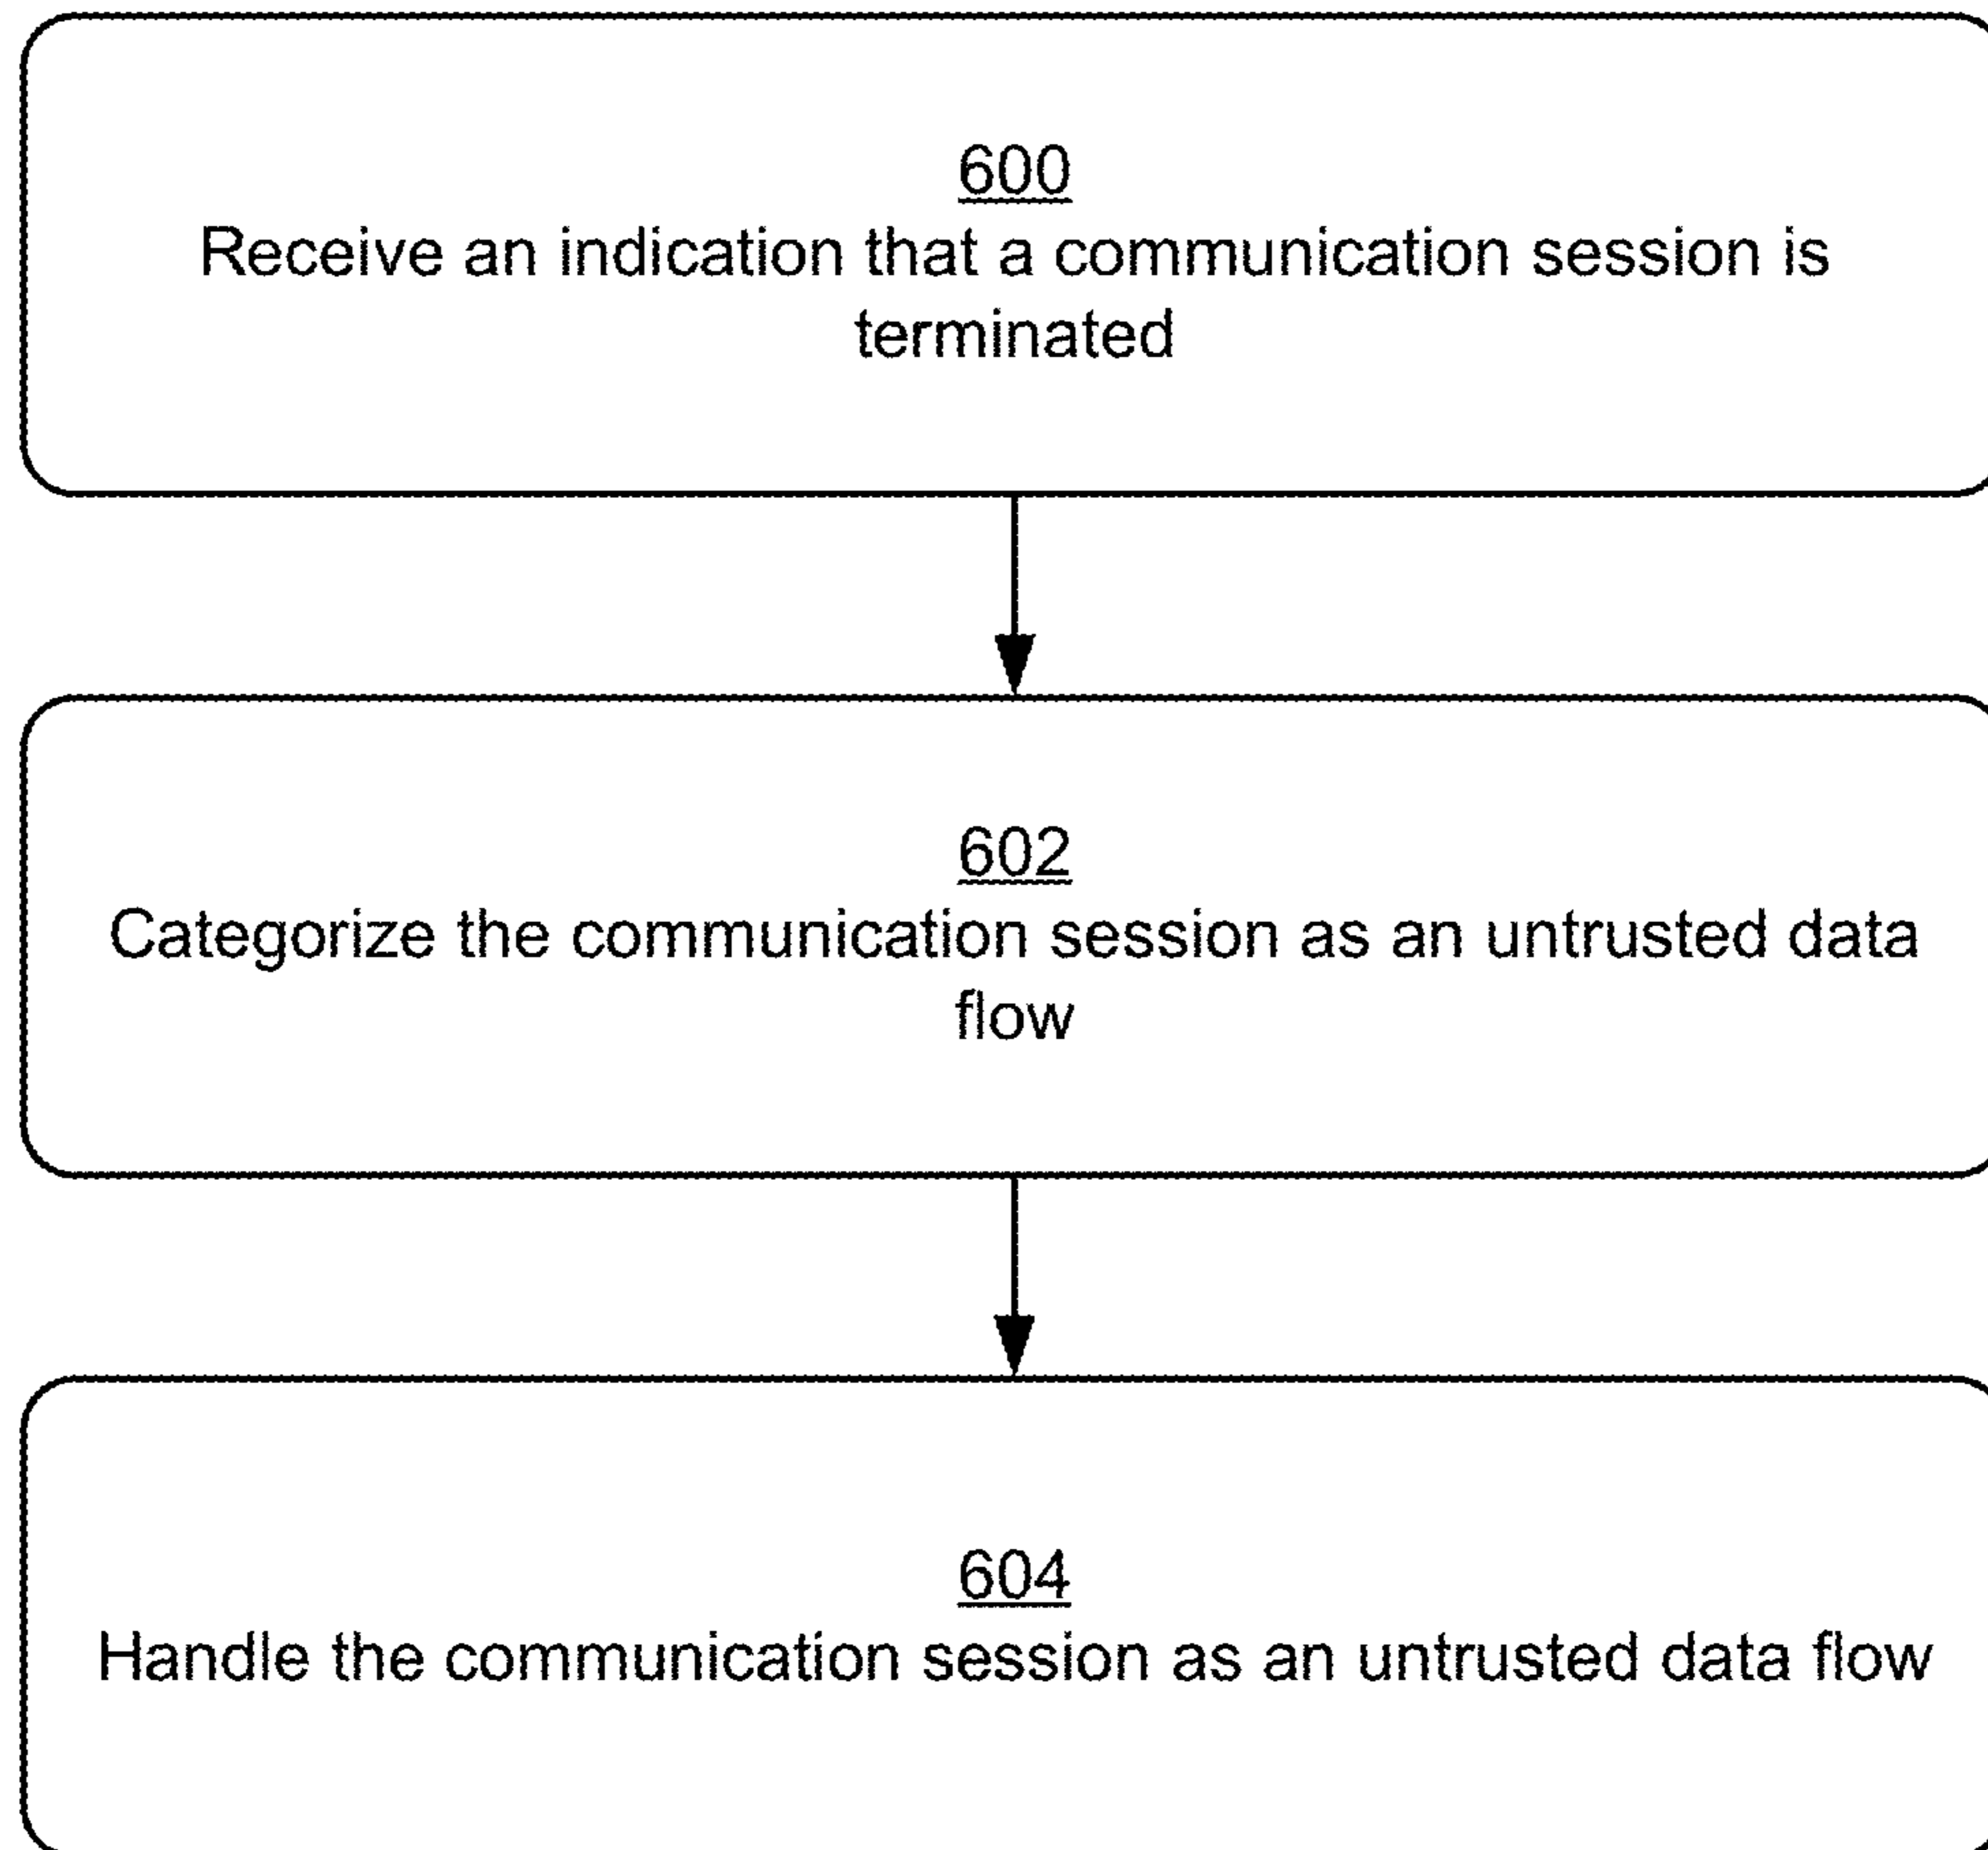 600
Receive an indication that a communication session is
terminated
602
Categorize the communication session as an untrusted data
flow
604
Handle the communication session as an untrusted data flow